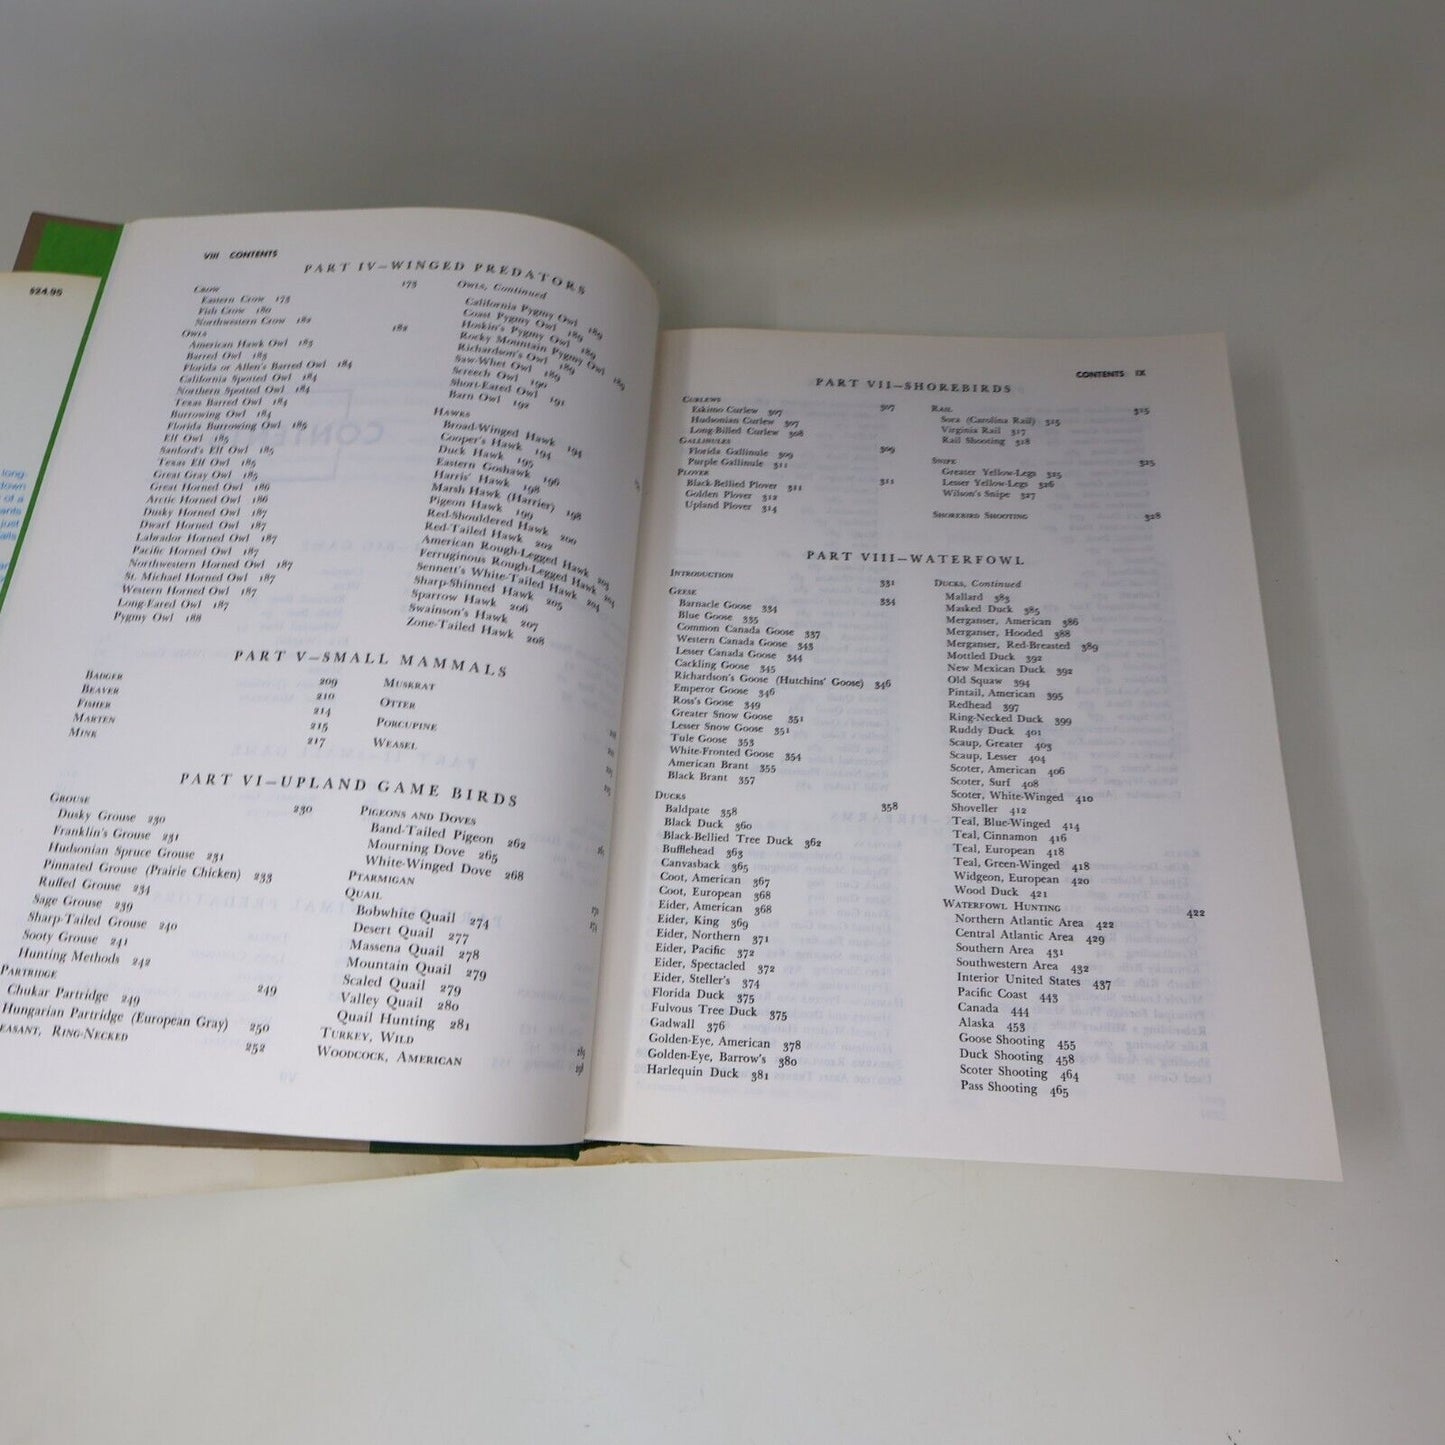 $24.95
long-
down
of a
just
VIII CONTENTS
PART IV—WINGED PREDATORS
CROW 173
Eastern Crow 173
Fish Crow 180
Northwestern Crow 182
OWLS 182
American Hawk Owl 183
Barred Owl 183
Florida or Allen's Barred Owl 184
California Spotted Owl 184
Northern Spotted Owl 184
Texas Barred Owl 184
Burrowing Owl 184
Florida Burrowing Owl 185
Elf Owl 185
Sanford's Elf Owl 185
Texas Elf Owl 185
Great Gray Owl 185
Great Horned Owl 186
Arctic Horned Owl 186
Dusky Horned Owl 187
Dwarf Horned Owl 187
Labrador Horned Owl 187
Pacific Horned Owl 187
Northwestern Horned Owl 187
St. Michael Horned Owl 187
Western Horned Owl 187
Long-Eared Owl 187
Pygmy Owl 188
OWLS, Continued
California Pygmy Owl 189
Coast Pygmy Owl 189
Hoskin's Pygmy Owl 189
Rocky Mountain Pygmy Owl 189
Richardson's Owl 189
Saw-Whet Owl 189
Screech Owl 190
Short-Eared Owl 191
Barn Owl 192
HAWKS
Broad-Winged Hawk 194
Cooper's Hawk 194
Duck Hawk 195
Eastern Goshawk 196
Harris' Hawk 198
Marsh Hawk (Harrier) 198
Pigeon Hawk 199
Red-Shouldered Hawk 200
Red-Tailed Hawk 202
American Rough-Legged Hawk 203
Ferruginous Rough-Legged Hawk 204
Sennett's White-Tailed Hawk 204
Sharp-Shinned Hawk 205
Sparrow Hawk 206
Swainson's Hawk 207
Zone-Tailed Hawk 208
PART V—SMALL MAMMALS
BADGER 209
BEAVER 210
FISHER 214
MARTEN 215
MINK 217
MUSKRAT
OTTER
PORCUPINE
WEASEL
PART VI—UPLAND GAME BIRDS
GROUSE 230
Dusky Grouse 230
Franklin's Grouse 231
Hudsonian Spruce Grouse 231
Pinnated Grouse (Prairie Chicken) 233
Ruffed Grouse 234
Sage Grouse 239
Sharp-Tailed Grouse 240
Sooty Grouse 241
Hunting Methods 242
PARTRIDGE 249
Chukar Partridge 249
Hungarian Partridge (European Gray) 250
EASANT, RING-NECKED 252
PIGEONS AND DOVES
Band-Tailed Pigeon 262
Mourning Dove 265
White-Winged Dove 268
PTARMIGAN
QUAIL
Bobwhite Quail 274
Desert Quail 277
Massena Quail 278
Mountain Quail 279
Scaled Quail 279
Valley Quail 280
Quail Hunting 281
TURKEY, WILD
WOODCOCK, AMERICAN
CONTENTS IX
PART VII—SHOREBIRDS
CURLEWS 307
Eskimo Curlew 307
Hudsonian Curlew 307
Long-Billed Curlew 308
GALLINULES 309
Florida Gallinule 309
Purple Gallinule 311
PLOVER 311
Black-Bellied Plover 311
Golden Plover 312
Upland Plover 314
RAIL 315
Sora (Carolina Rail) 315
Virginia Rail 317
Rail Shooting 318
SNIPE 325
Greater Yellow-Legs 325
Lesser Yellow-Legs 326
Wilson's Snipe 327
SHOREBIRD SHOOTING 328
PART VIII—WATERFOWL
INTRODUCTION 331
GEESE 334
Barnacle Goose 334
Blue Goose 335
Common Canada Goose 337
Western Canada Goose 343
Lesser Canada Goose 344
Cackling Goose 345
Richardson's Goose (Hutchins' Goose) 346
Emperor Goose 346
Ross's Goose 349
Greater Snow Goose 351
Lesser Snow Goose 351
Tule Goose 353
White-Fronted Goose 354
American Brant 355
Black Brant 357
DUCKS 358
Baldpate 358
Black Duck 360
Black-Bellied Tree Duck 362
Bufflehead 363
Canvasback 365
Coot, American 367
Coot, European 368
Eider, American 368
Eider, King 369
Eider, Northern 371
Eider, Pacific 372
Eider, Spectacled 372
Eider, Steller's 374
Florida Duck 375
Fulvous Tree Duck 375
Gadwall 376
Golden-Eye, American 378
Golden-Eye, Barrow's 380
Harlequin Duck 381
DUCKS, Continued
Mallard 383
Masked Duck 385
Merganser, American 386
Merganser, Hooded 388
Merganser, Red-Breasted 389
Mottled Duck 392
New Mexican Duck 392
Old Squaw 394
Pintail, American 395
Redhead 397
Ring-Necked Duck 399
Ruddy Duck 401
Scaup, Greater 403
Scaup, Lesser 404
Scoter, American 406
Scoter, Surf 408
Scoter, White-Winged 410
Shoveller 412
Teal, Blue-Winged 414
Teal, Cinnamon 416
Teal, European 418
Teal, Green-Winged 418
Widgeon, European 420
Wood Duck 421
WATERFOWL HUNTING 422
Northern Atlantic Area 422
Central Atlantic Area 429
Southern Area 431
Southwestern Area 432
Interior United States 437
Pacific Coast 443
Canada 444
Alaska 453
Goose Shooting 455
Duck Shooting 458
Scoter Shooting 464
Pass Shooting 465